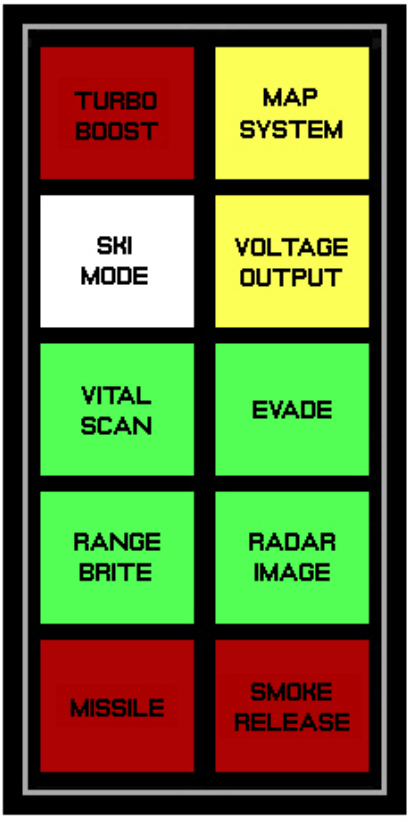 TURBO
BOOST
MAP
SYSTEM
SKI
MODE
VOLTAGE
OUTPUT
VITAL
SCAN
EVADE
RANGE
BRITE
RADAR
IMAGE
MISSILE
SMOKE
RELEASE